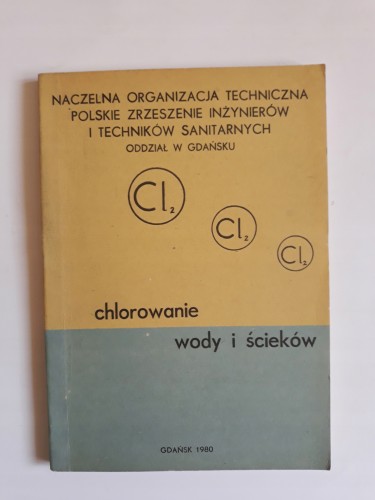 NACZELNA ORGANIZACJA TECHNICZNA
POLSKIE ZRZESZENIE INŻYNIERÓW
I TECHNIKÓW SANITARNYCH
ODDZIAŁ W GDAŃSKU
Cl₂
Cl₂
Cl₂
chlorowanie
wody i ścieków
GDAŃSK 1980